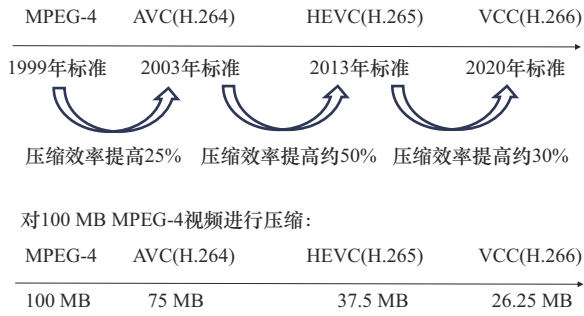 MPEG-4 AVC(H.264) HEVC(H.265) VCC(H.266)
1999年标准 2003年标准 2013年标准 2020年标准
压缩效率提高25% 压缩效率提高约50% 压缩效率提高约30%
对100 MB MPEG-4视频进行压缩：
MPEG-4 AVC(H.264) HEVC(H.265) VCC(H.266)
100 MB 75 MB 37.5 MB 26.25 MB